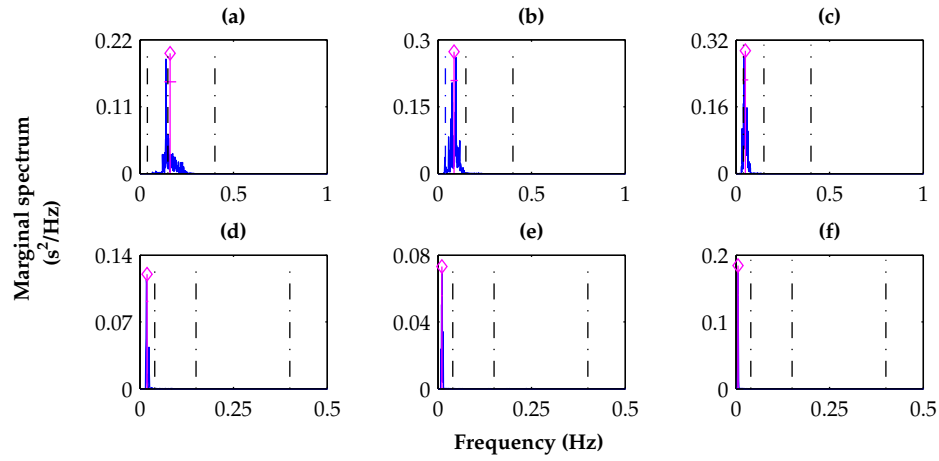 (a) (b) (c)
0.22 0.3 0.32
0.11 0.15 0.16
0 0 0
0 0.5 1 0 0.5 1 0 0.5 1
Marginal spectrum
(s²/Hz)
(d) (e) (f)
0.14 0.08 0.2
0.07 0.04 0.1
0 0 0
0 0.25 0.5 0 0.25 0.5 0 0.25 0.5
Frequency (Hz)